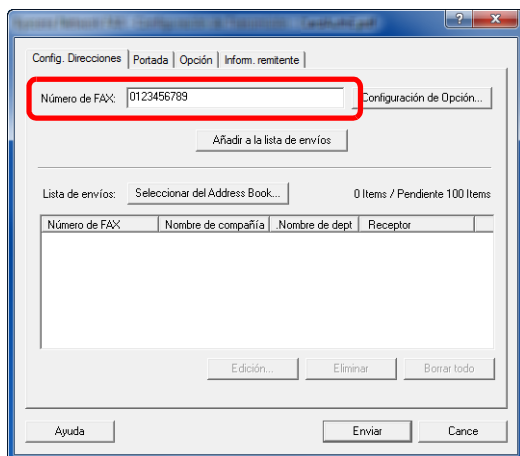 Config. Direcciones Portada Opción Inform. remitente
Número de FAX: 0123456789 Configuración de Opción...
Añadir a la lista de envíos
Lista de envíos: Seleccionar del Address Book... 0 Items / Pendiente 100 Items
Número de FAX Nombre de compañía .Nombre de dept Receptor
Edición... Eliminar Borrar todo
Ayuda Enviar Cance